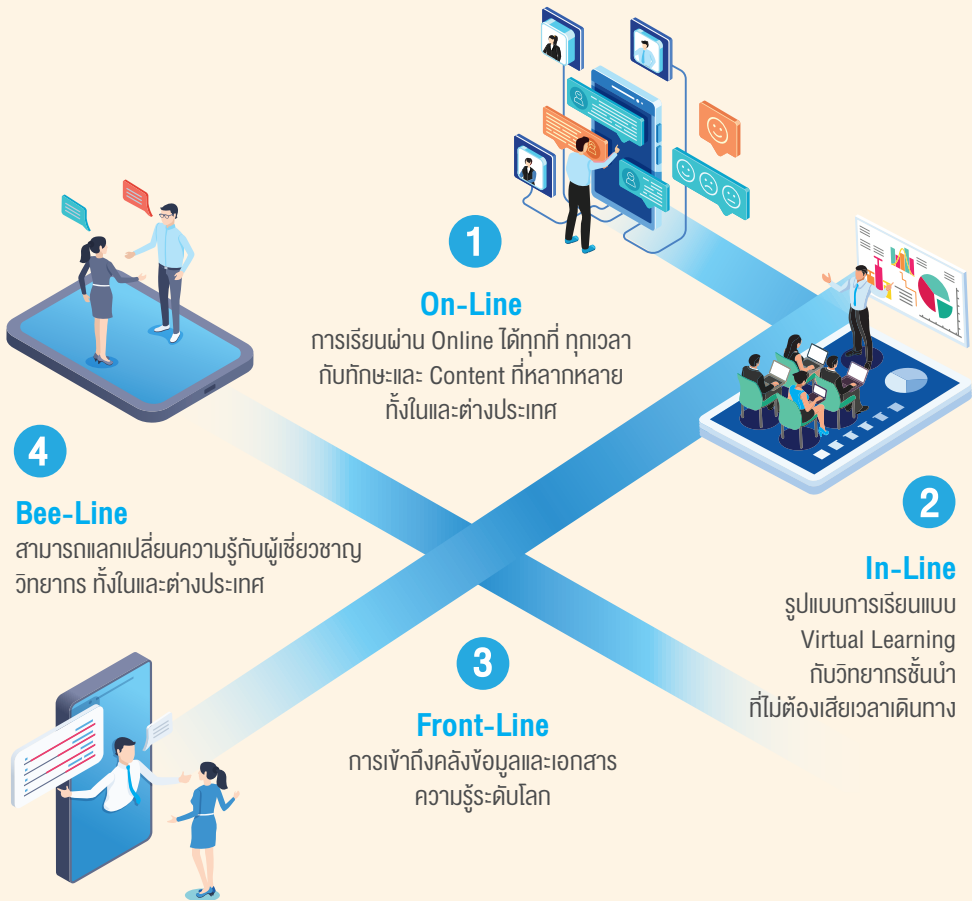 1
On-Line
การเรียนผ่าน Online ได้ทุกที่ ทุกเวลา
กับทักษะและ Content ที่หลากหลาย
ทั้งในและต่างประเทศ
2
In-Line
รูปแบบการเรียนแบบ
Virtual Learning
กับวิทยากรชั้นนำ
ที่ไม่ต้องเสียเวลาเดินทาง
3
Front-Line
การเข้าถึงคลังข้อมูลและเอกสาร
ความรู้ระดับโลก
4
Bee-Line
สามารถแลกเปลี่ยนความรู้กับผู้เชี่ยวชาญ
วิทยากร ทั้งในและต่างประเทศ